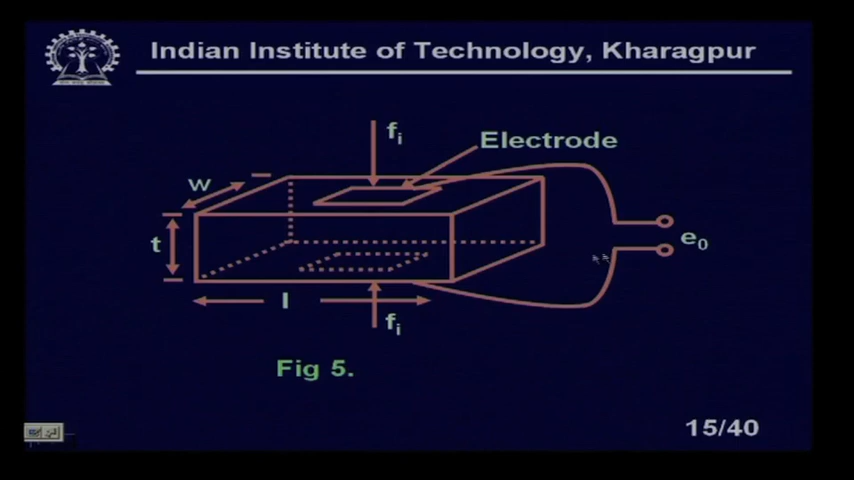 Indian Institute of Technology, Kharagpur
fi
Electrode
w
t
e0
l
fi
Fig 5.
15/40